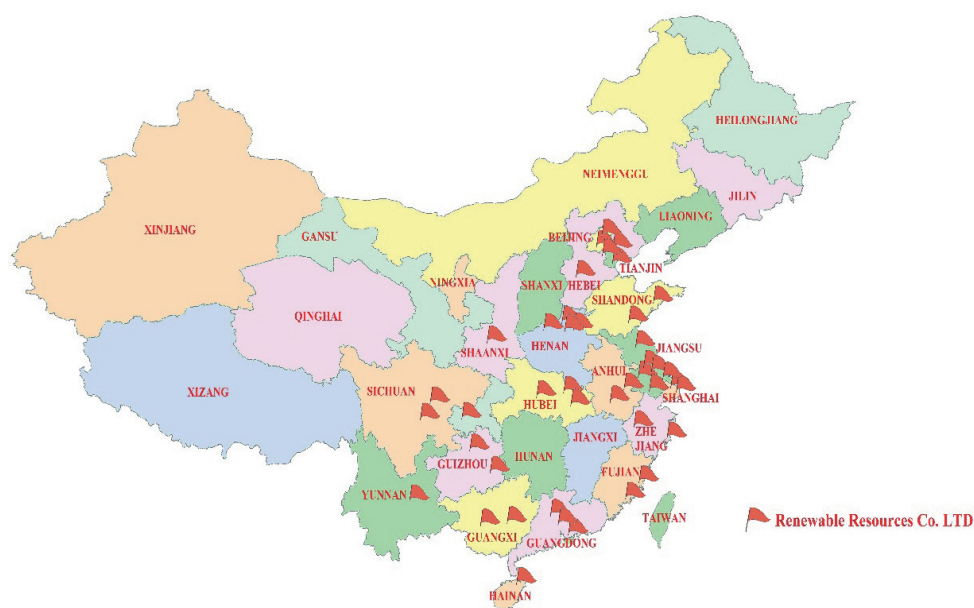 HEILONGJIANG
NEIMENGGU
JILIN
LIAONING
XINJIANG
GANSU
BEIJING
TIANJIN
NINGXIA
SHANXI
HEBEI
SHANDONG
QINGHAI
SHAANXI
HENAN
JIANGSU
XIZANG
SICHUAN
ANHUI
HUBEI
SHANGHAI
ZHE
JIANG
JIANGXI
HUNAN
GUIZHOU
FUJIAN
YUNNAN
TAIWAN
GUANGXI
GUANGDONG
HAINAN
Renewable Resources Co. LTD